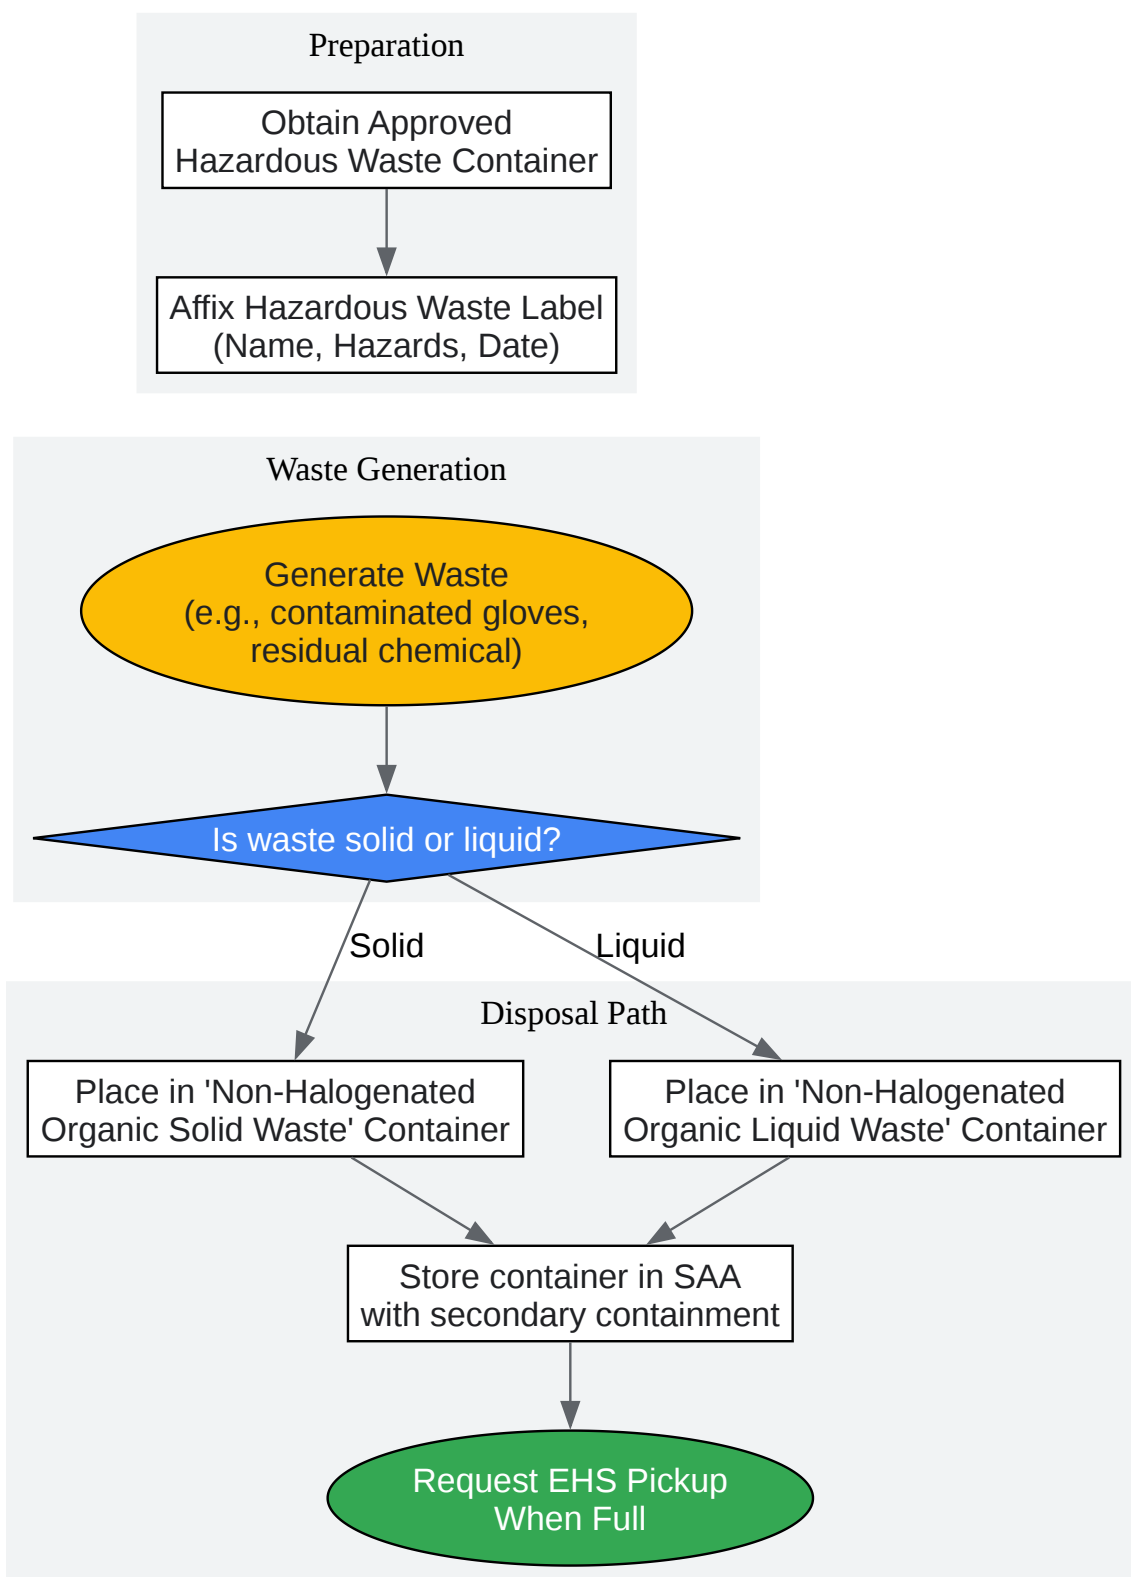 Preparation
Obtain Approved
Hazardous Waste Container
Affix Hazardous Waste Label
(Name, Hazards, Date)
Waste Generation
Generate Waste
(e.g., contaminated gloves,
residual chemical)
Is waste solid or liquid?
Solid
Liquid
Disposal Path
Place in 'Non-Halogenated
Organic Solid Waste' Container
Place in 'Non-Halogenated
Organic Liquid Waste' Container
Store container in SAA
with secondary containment
Request EHS Pickup
When Full